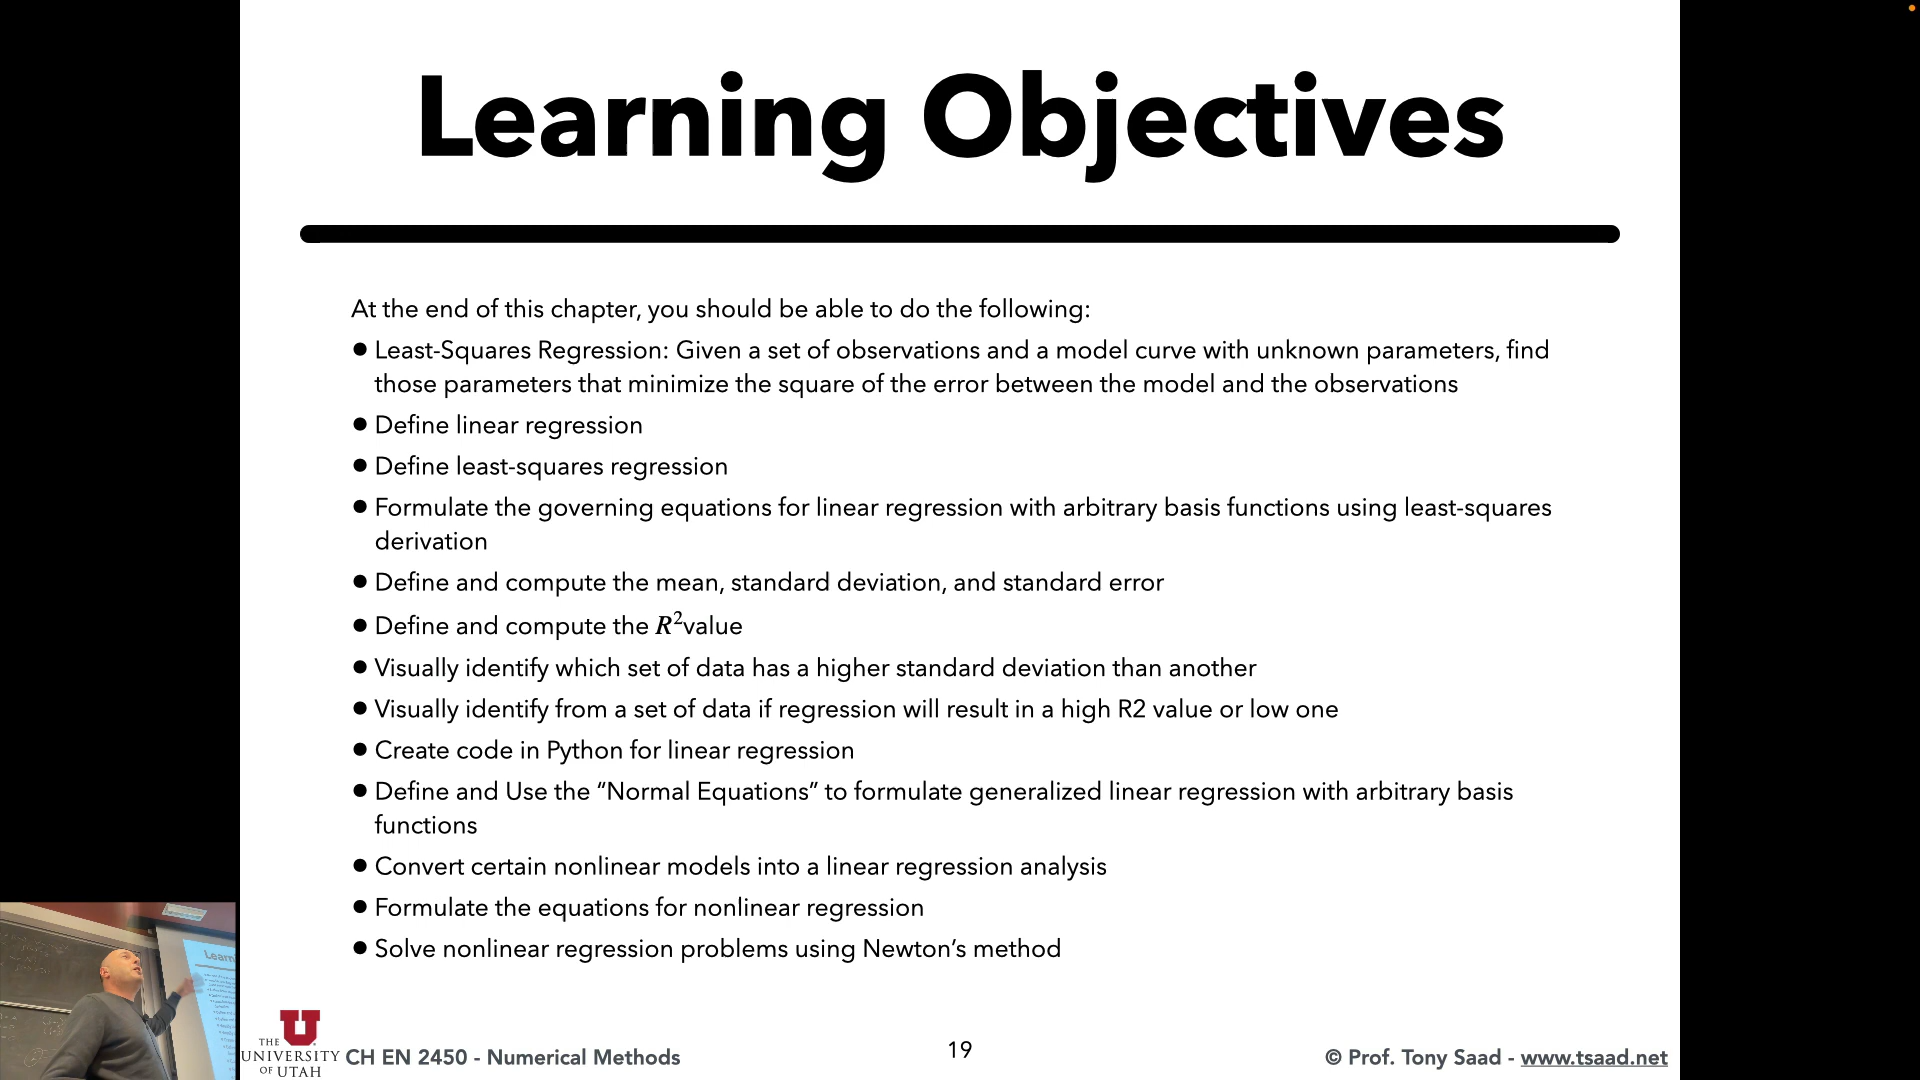 Learning Objectives
At the end of this chapter, you should be able to do the following:
● Least-Squares Regression: Given a set of observations and a model curve with unknown parameters, find
those parameters that minimize the square of the error between the model and the observations
● Define linear regression
● Define least-squares regression
● Formulate the governing equations for linear regression with arbitrary basis functions using least-squares
derivation
● Define and compute the mean, standard deviation, and standard error
● Define and compute the R²value
● Visually identify which set of data has a higher standard deviation than another
● Visually identify from a set of data if regression will result in a high R2 value or low one
● Create code in Python for linear regression
● Define and Use the “Normal Equations” to formulate generalized linear regression with arbitrary basis
functions
● Convert certain nonlinear models into a linear regression analysis
● Formulate the equations for nonlinear regression
● Solve nonlinear regression problems using Newton’s method
Learn
THE
UNIVERSITY
OF UTAH
CH EN 2450 - Numerical Methods
19
© Prof. Tony Saad - www.tsaad.net